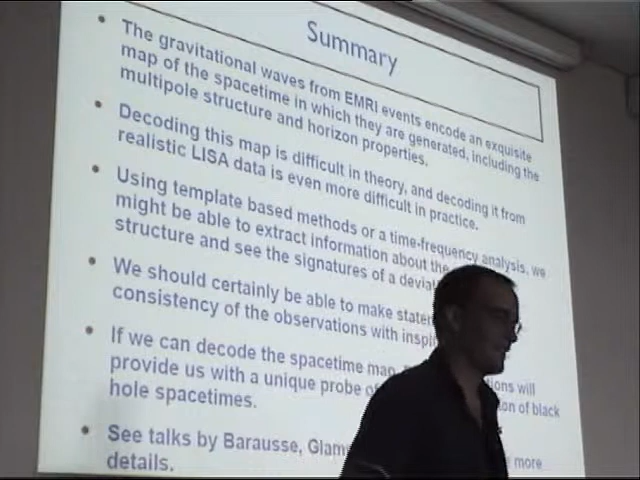 Summary
The gravitational waves from EMRI events encode an exquisite
map of the spacetime in which they are generated, including the
multipole structure and horizon properties.
Decoding this map is difficult in theory, and decoding it from
realistic LISA data is even more difficult in practice.
Using template based methods or a time-frequency analysis, we
might be able to extract information about the
structure and see the signatures of a
We should certainly be able to make
consistency of the observations with
If we can decode the spacetime map, will
provide us with a unique probe of black
hole spacetimes.
See talks by Barausse, more
details.